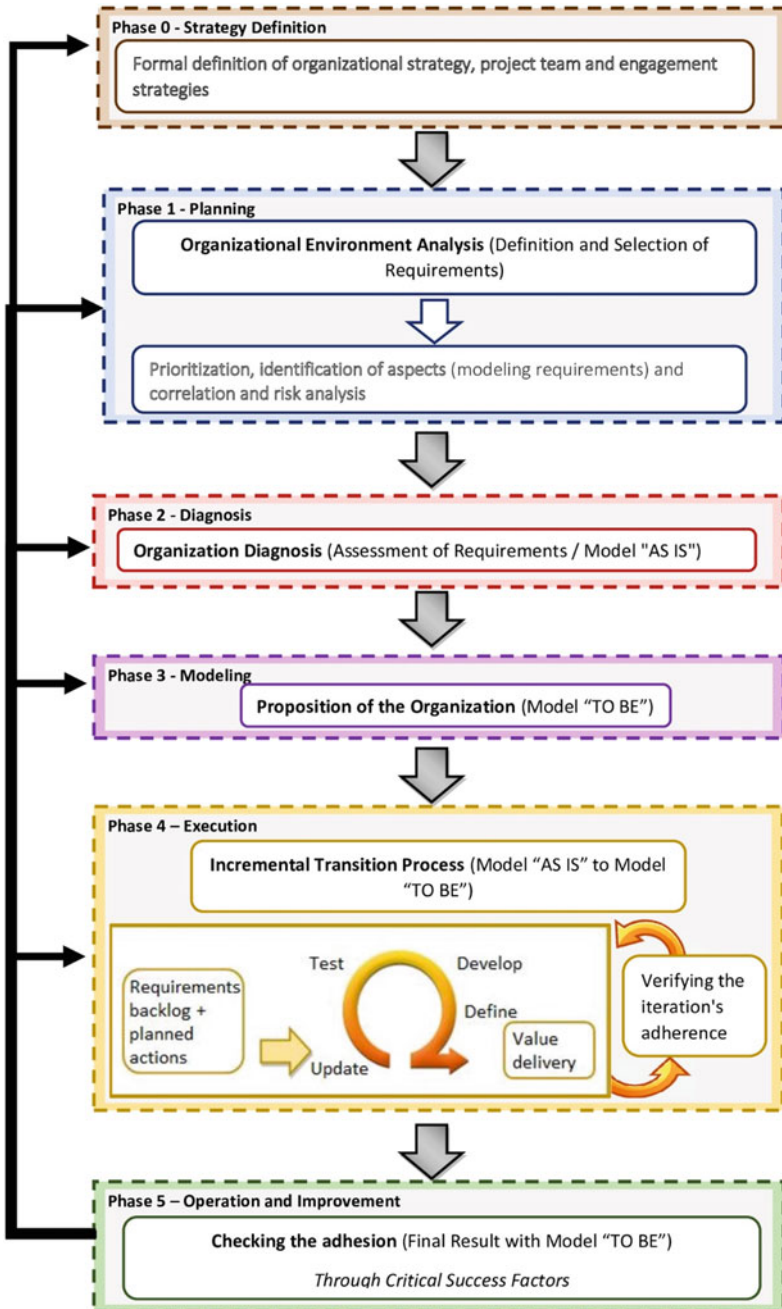 Phase 0 - Strategy Definition
Formal definition of organizational strategy, project team and engagement
strategies
Phase 1 - Planning
Organizational Environment Analysis (Definition and Selection of
Requirements)
Prioritization, identification of aspects (modeling requirements) and
correlation and risk analysis
Phase 2 - Diagnosis
Organization Diagnosis (Assessment of Requirements / Model "AS IS")
Phase 3 - Modeling
Proposition of the Organization (Model “TO BE”)
Phase 4 – Execution
Incremental Transition Process (Model “AS IS” to Model
“TO BE”)
Requirements
backlog +
planned
actions
Test
Develop
Define
Update
Value
delivery
Verifying the
iteration's
adherence
Phase 5 – Operation and Improvement
Checking the adhesion (Final Result with Model “TO BE”)
Through Critical Success Factors